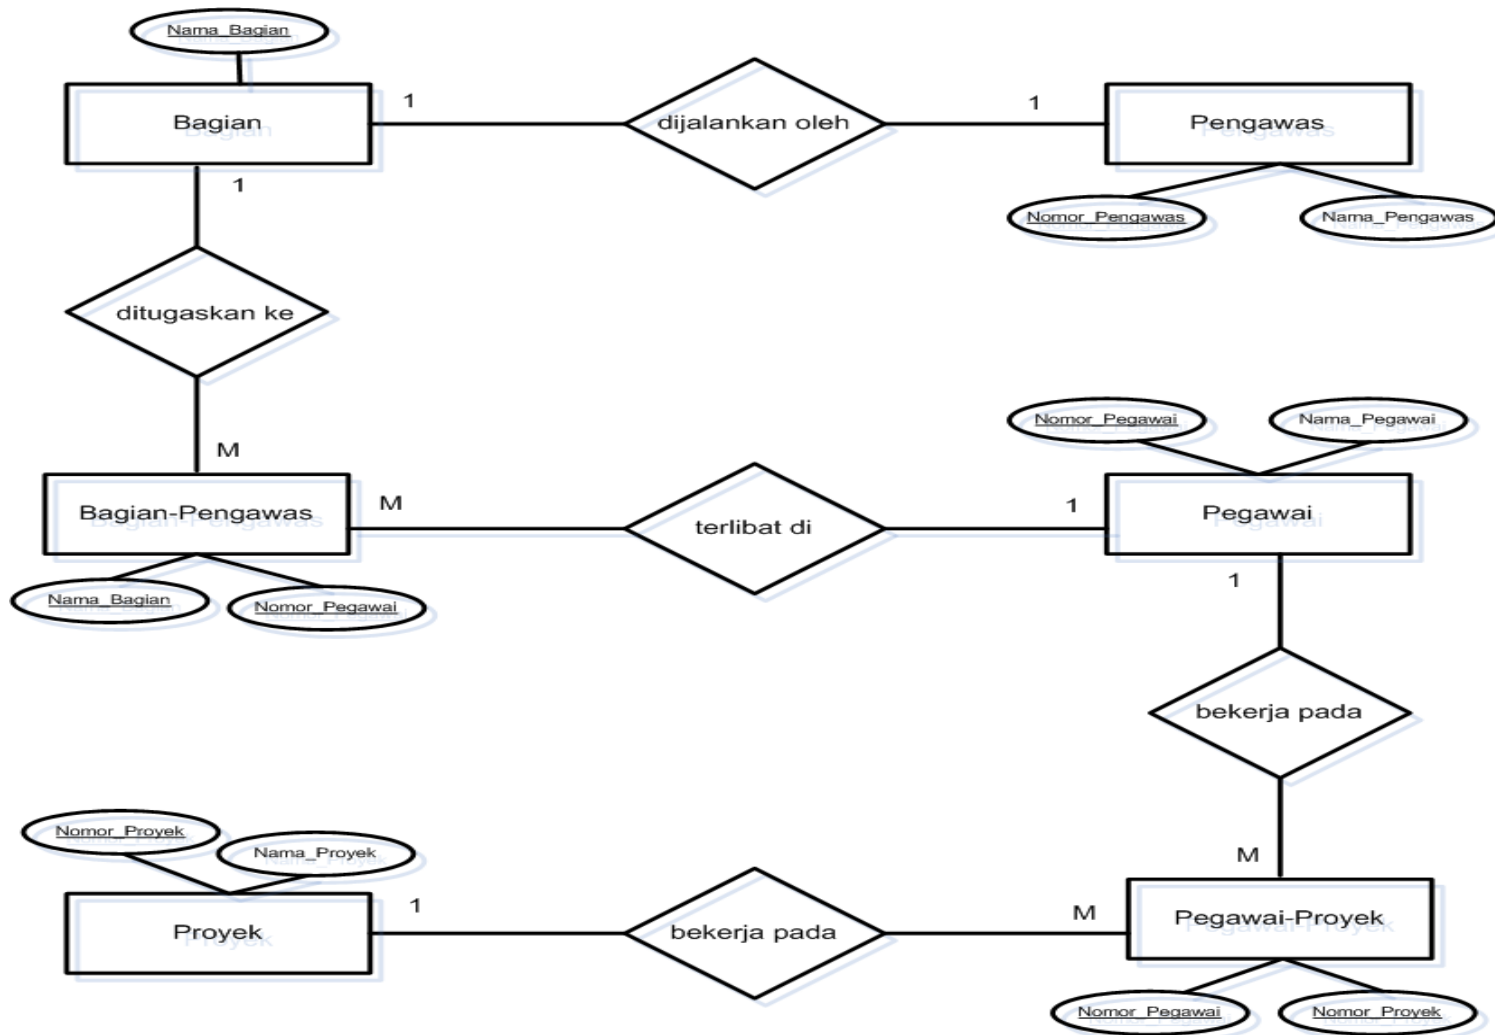 Nama_Bagian
Bagian
1
dijalankan oleh
1
Pengawas
1
Nomor_Pengawas
Nama_Pengawas
ditugaskan ke
M
Nomor_Pegawai
Nama_Pegawai
Bagian-Pengawas
M
terlibat di
1
Pegawai
1
Nama_Bagian
Nomor_Pegawai
bekerja pada
Nomor_Proyek
Nama_Proyek
M
Proyek
1
bekerja pada
M
Pegawai-Proyek
Nomor_Pegawai
Nomor_Proyek